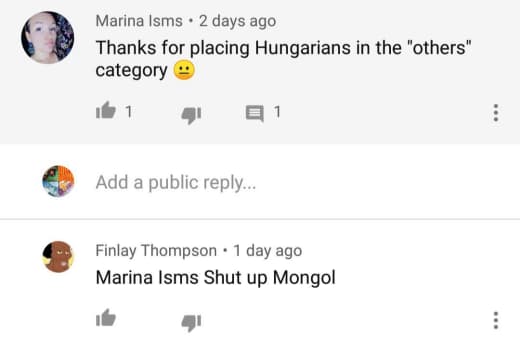 Marina Isms • 2 days ago
Thanks for placing Hungarians in the "others"
category 😐
1
1
Add a public reply...
Finlay Thompson • 1 day ago
Marina Isms Shut up Mongol